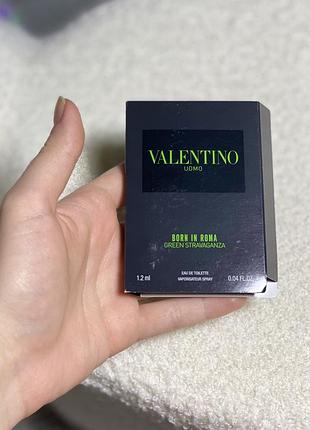 VALENTINO
UOMO
BORN IN ROMA
GREEN STRAVAGANZA
EAU DE TOILETTE
1.2 ml VAPORISATEUR SPRAY 0.04 FL.OZ